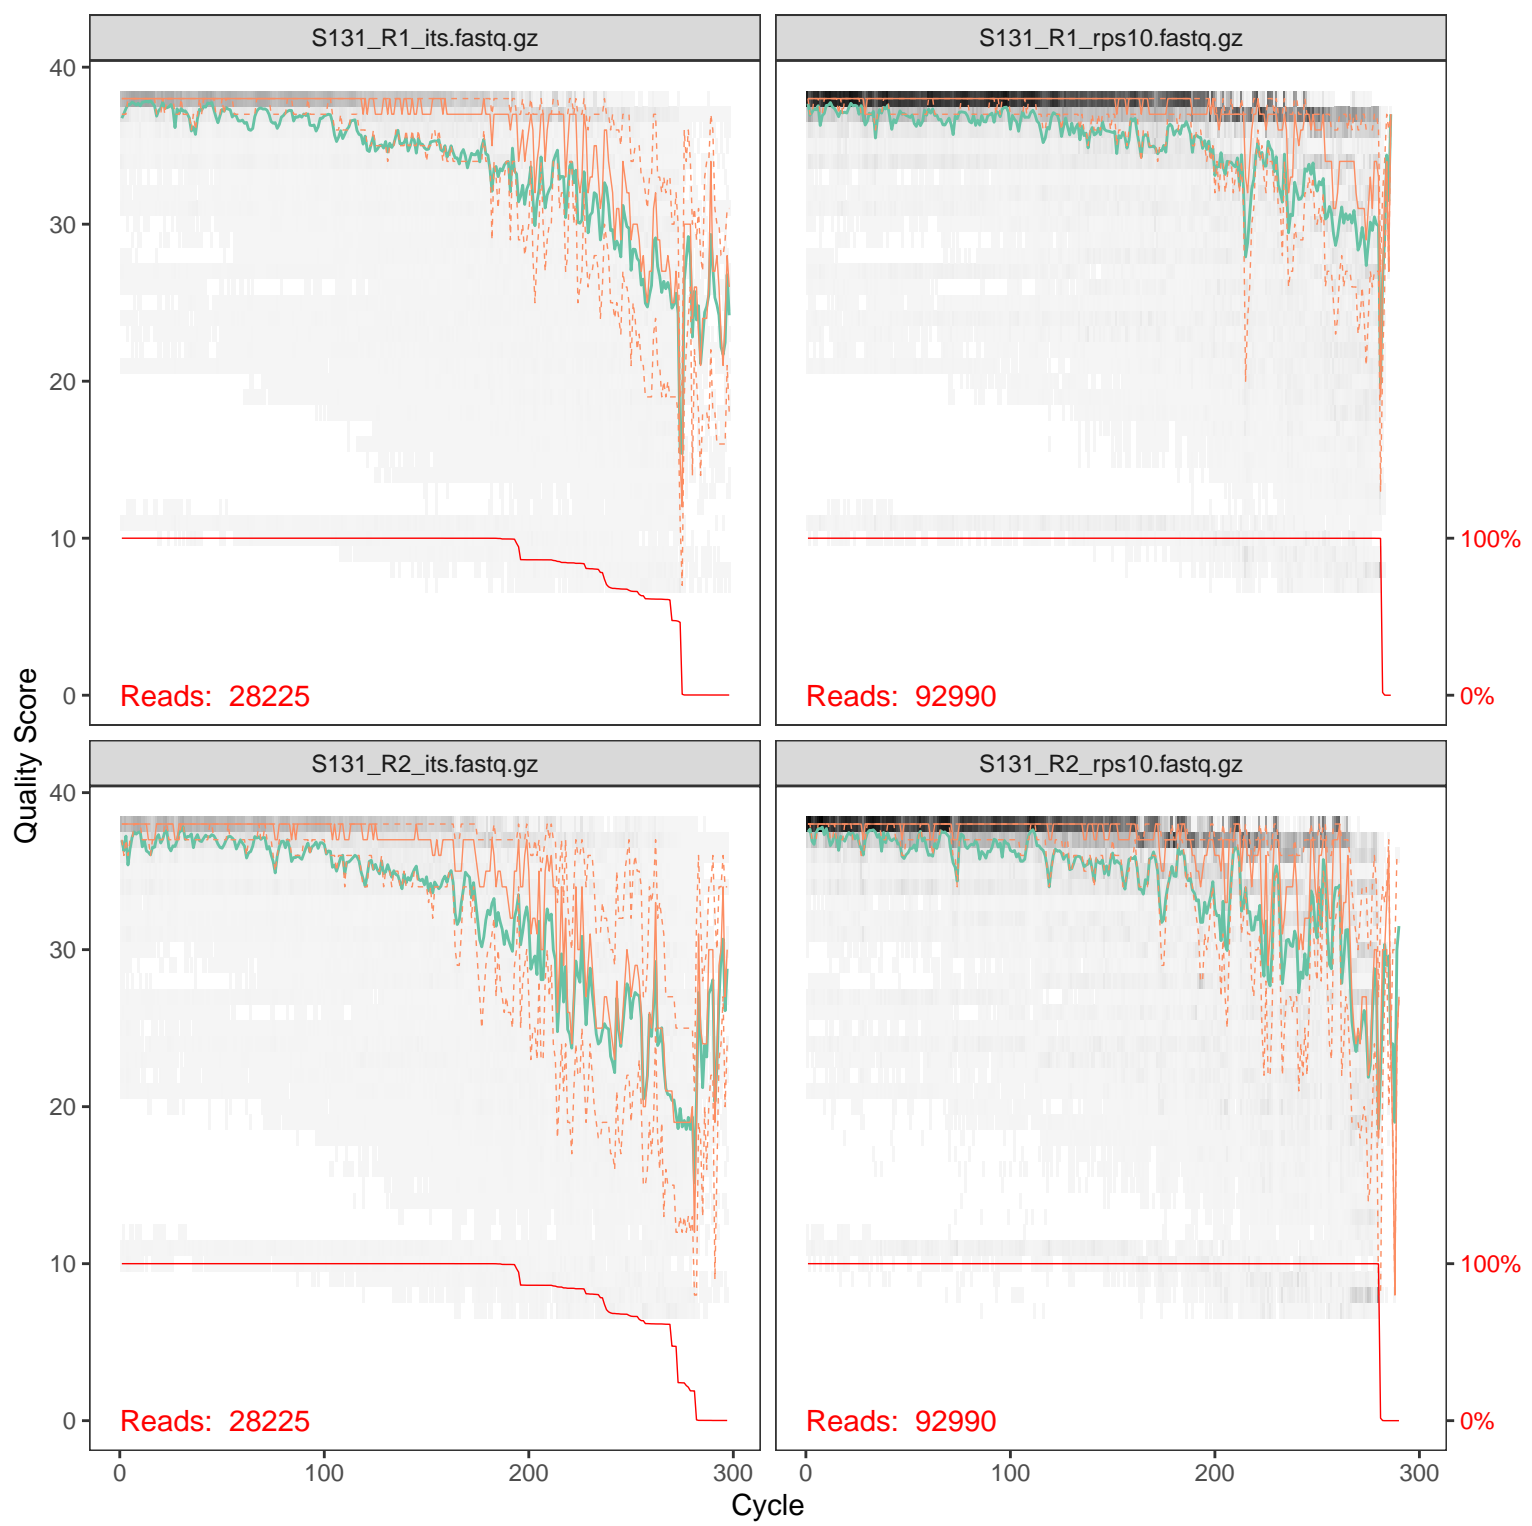 S131_R1_its.fastq.gz
S131_R1_rps10.fastq.gz
40
30
20
10
0
100%
0%
Reads: 28225
Reads: 92990
Quality Score
S131_R2_its.fastq.gz
S131_R2_rps10.fastq.gz
40
30
20
10
0
100%
0%
Reads: 28225
Reads: 92990
0 100 200 300
0 100 200 300
Cycle